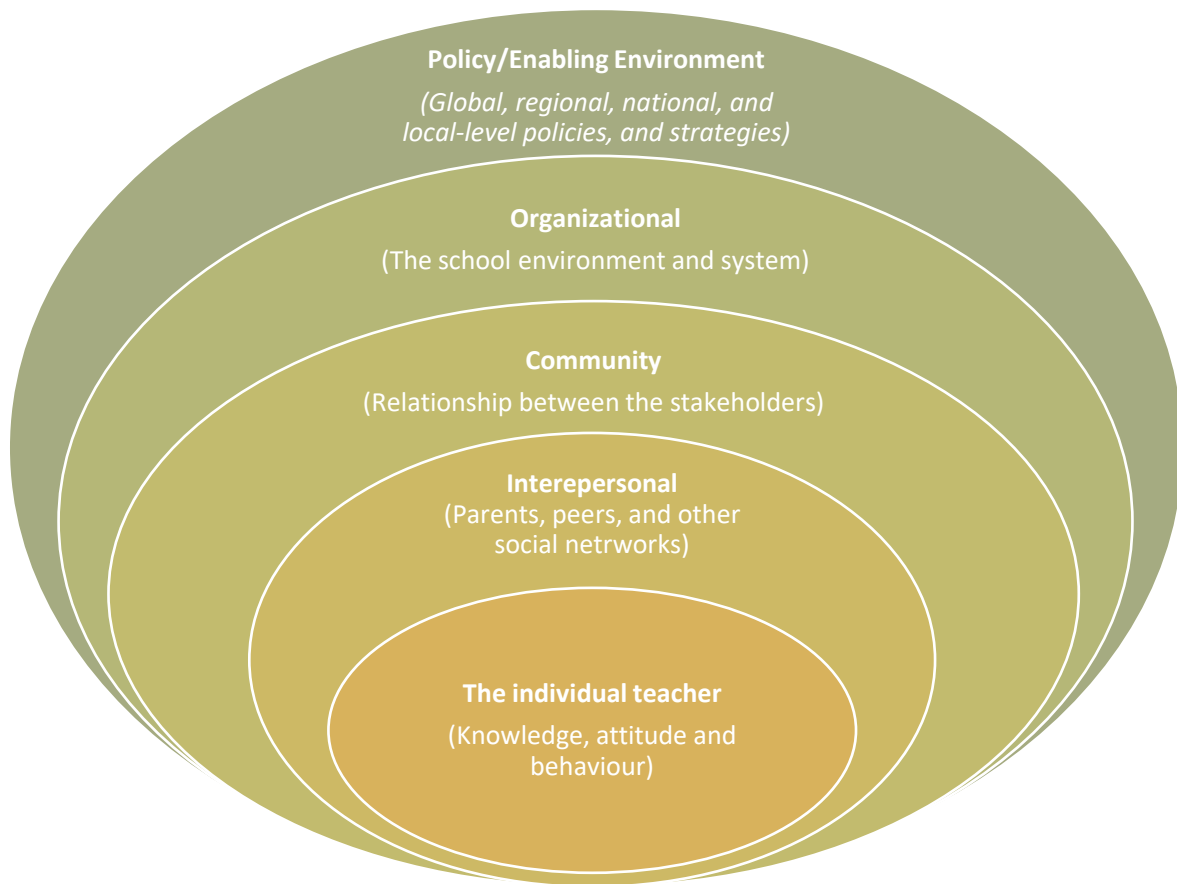 Policy/Enabling Environment
(Global, regional, national, and
local-level policies, and strategies)
Organizational
(The school environment and system)
Community
(Relationship between the stakeholders)
Interepersonal
(Parents, peers, and other
social netrworks)
The individual teacher
(Knowledge, attitude and
behaviour)